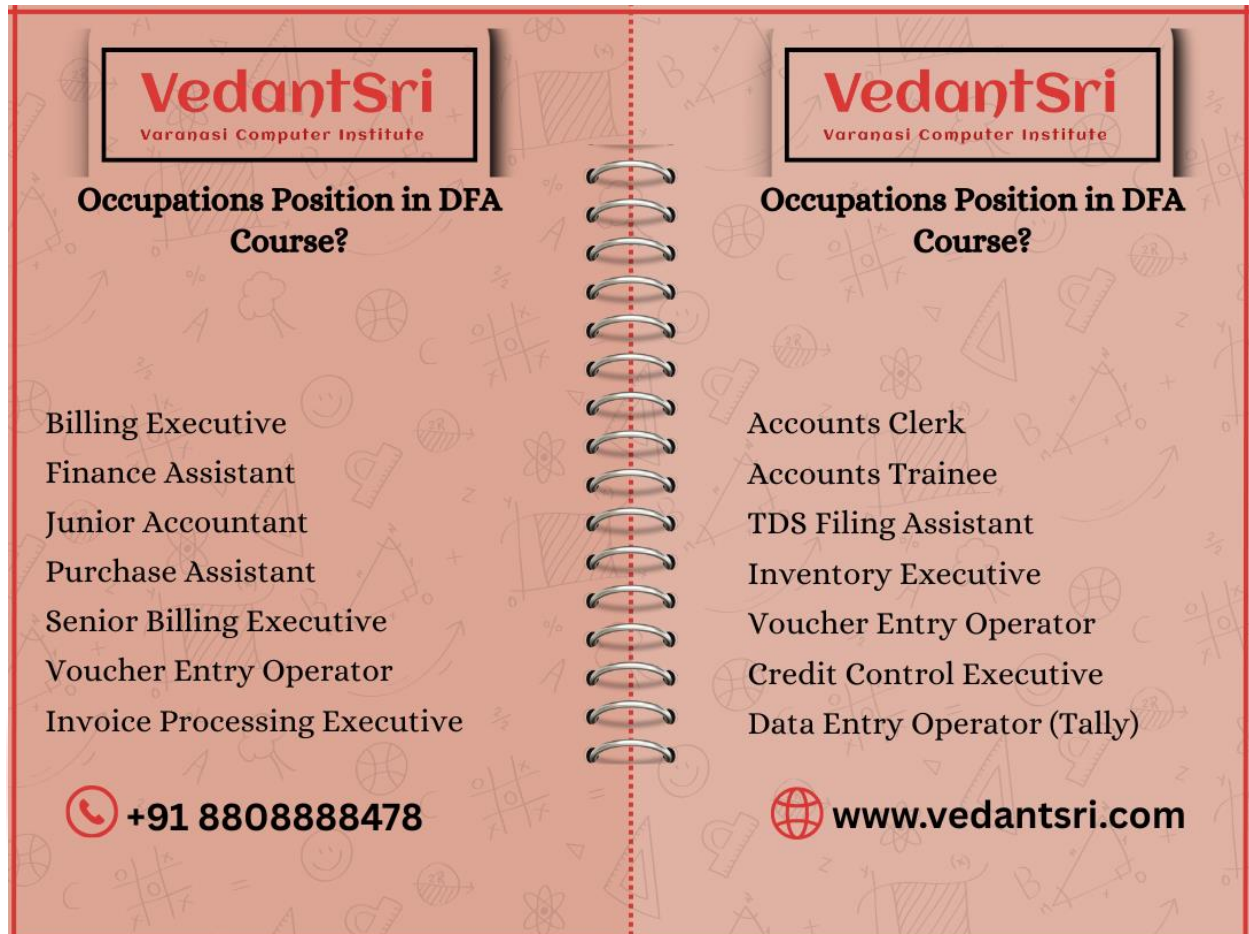 VedantSri
Varanasi Computer Institute
Occupations Position in DFA
Course?
Billing Executive
Finance Assistant
Junior Accountant
Purchase Assistant
Senior Billing Executive
Voucher Entry Operator
Invoice Processing Executive
+91 8808888478
VedantSri
Varanasi Computer Institute
Occupations Position in DFA
Course?
Accounts Clerk
Accounts Trainee
TDS Filing Assistant
Inventory Executive
Voucher Entry Operator
Credit Control Executive
Data Entry Operator (Tally)
www.vedantsri.com